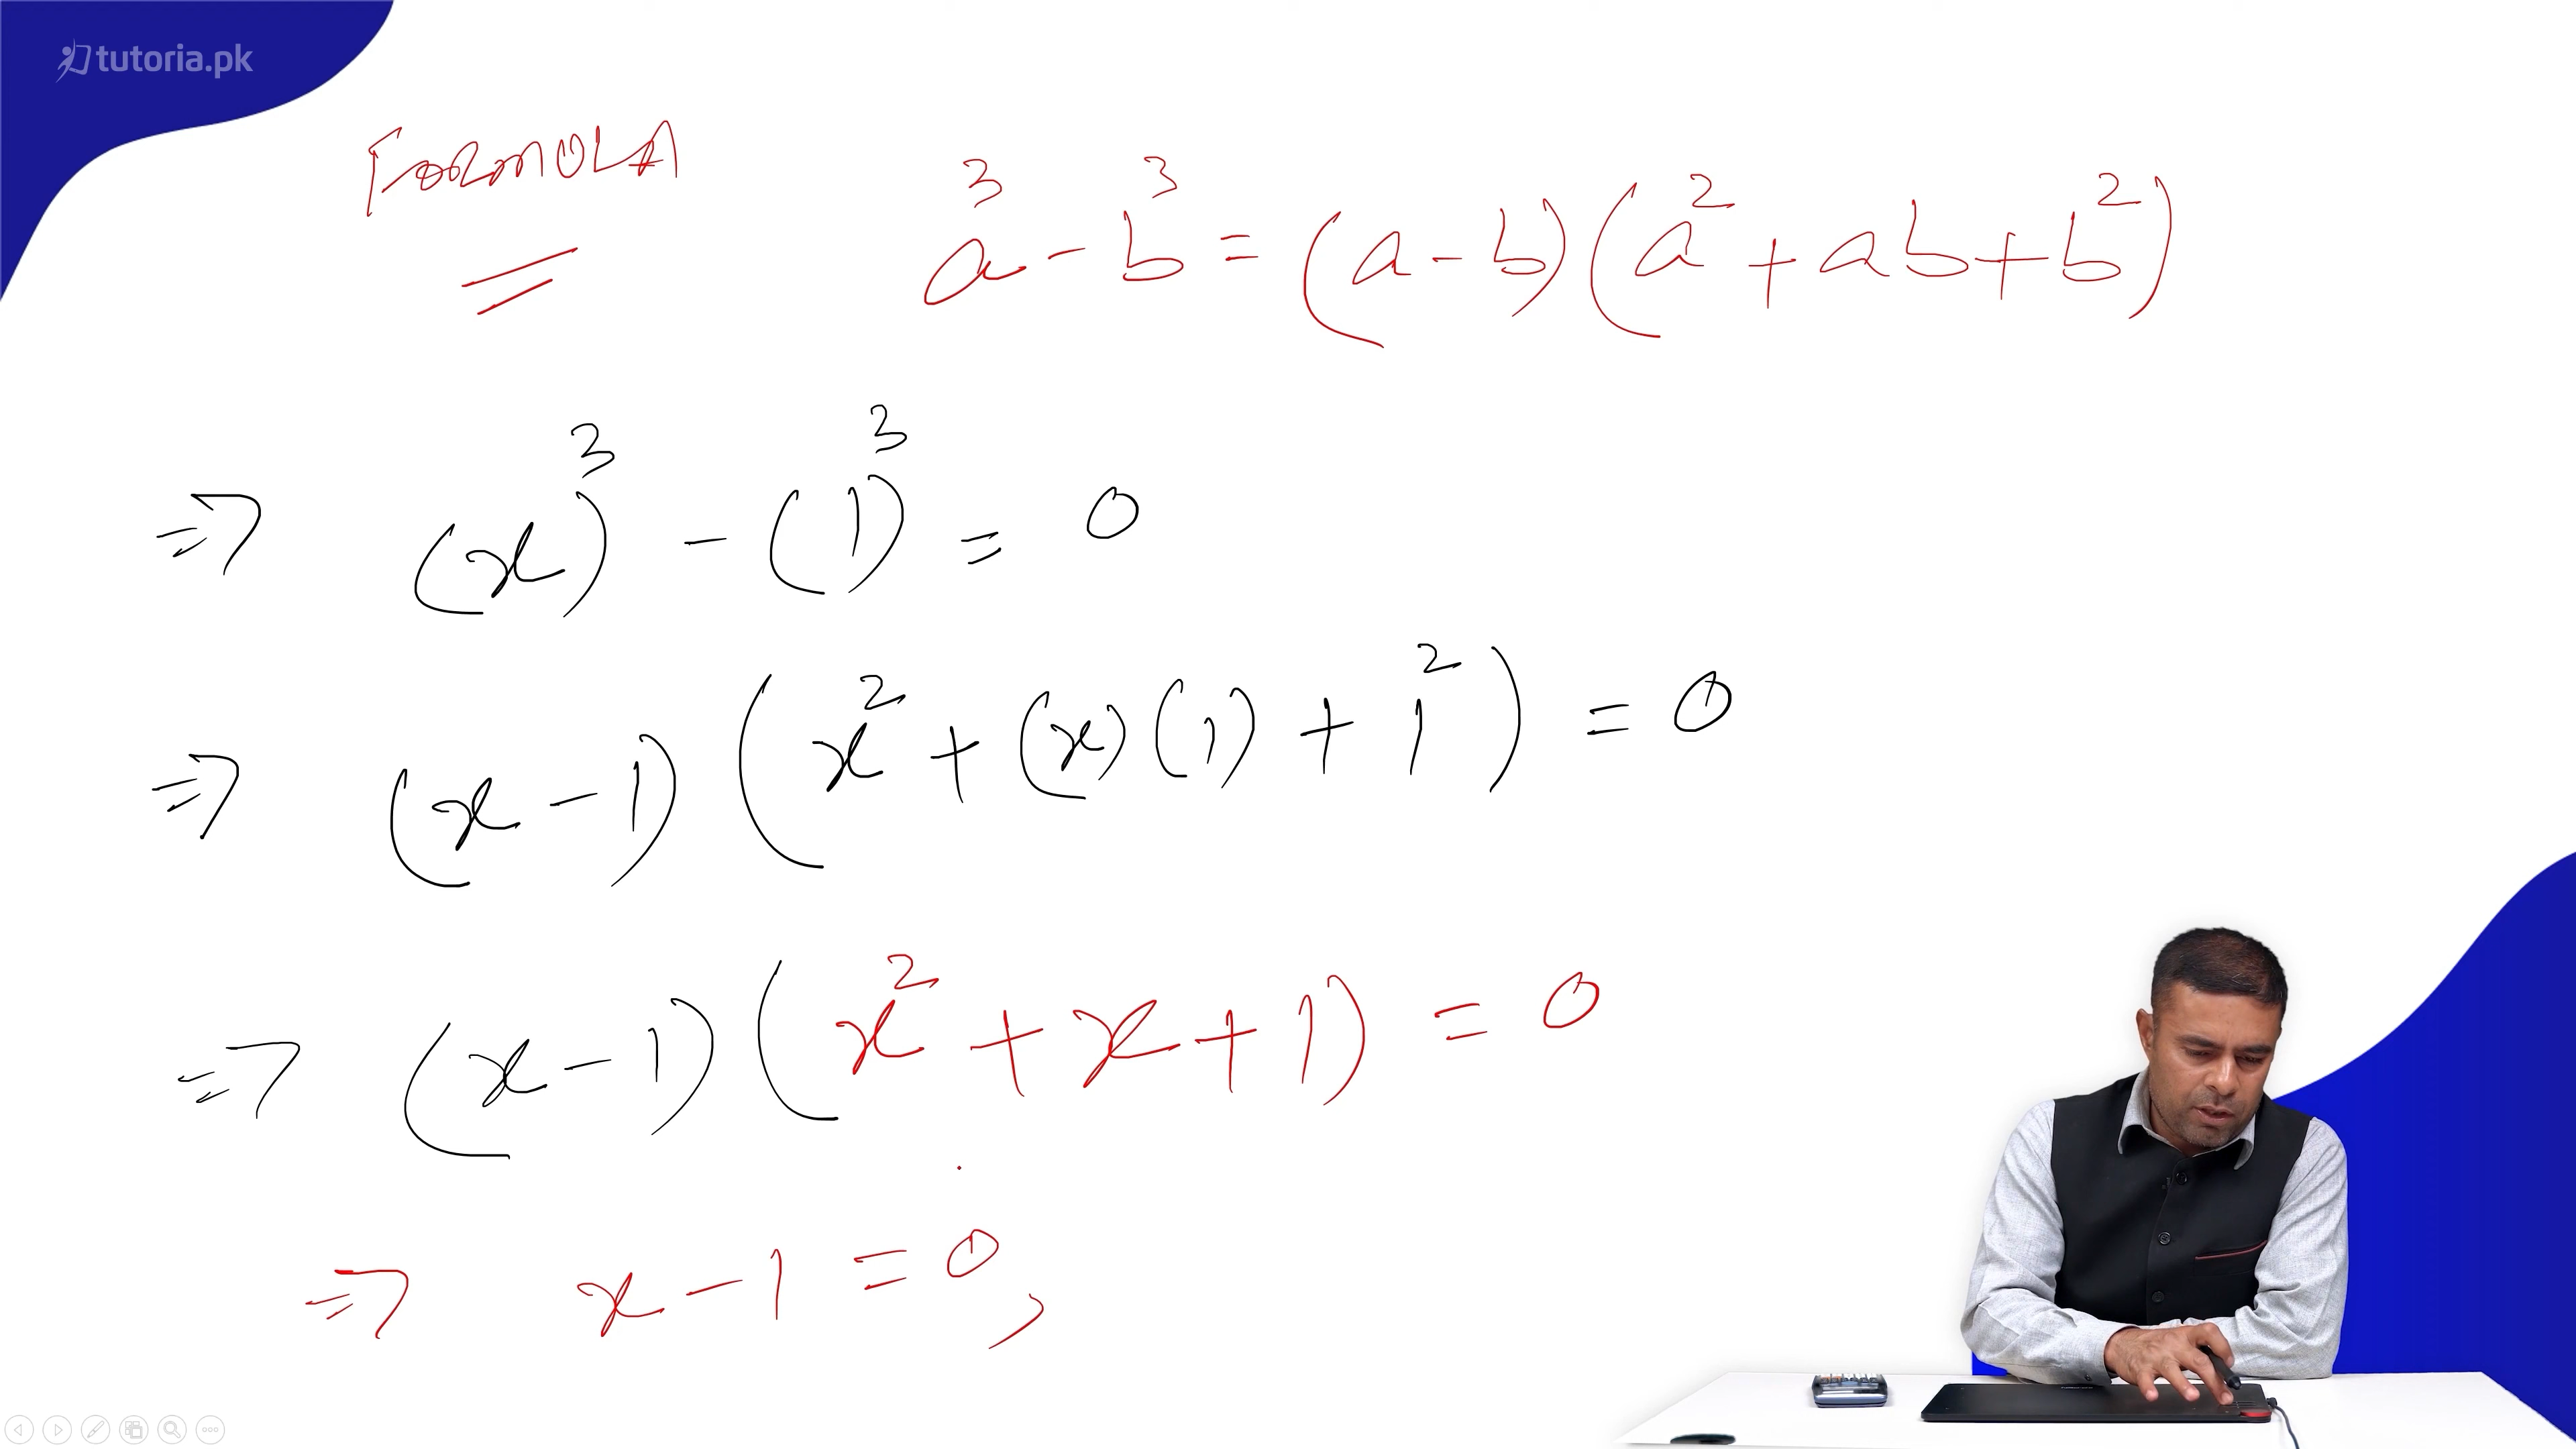 tutoria.pk
FORMULA
a³ - b³ = (a - b)(a² + ab + b²)
⇒ (x)³ - (1)³ = 0
⇒ (x - 1)(x² + (x)(1) + 1²) = 0
⇒ (x - 1)(x² + x + 1) = 0
⇒ x - 1 = 0,